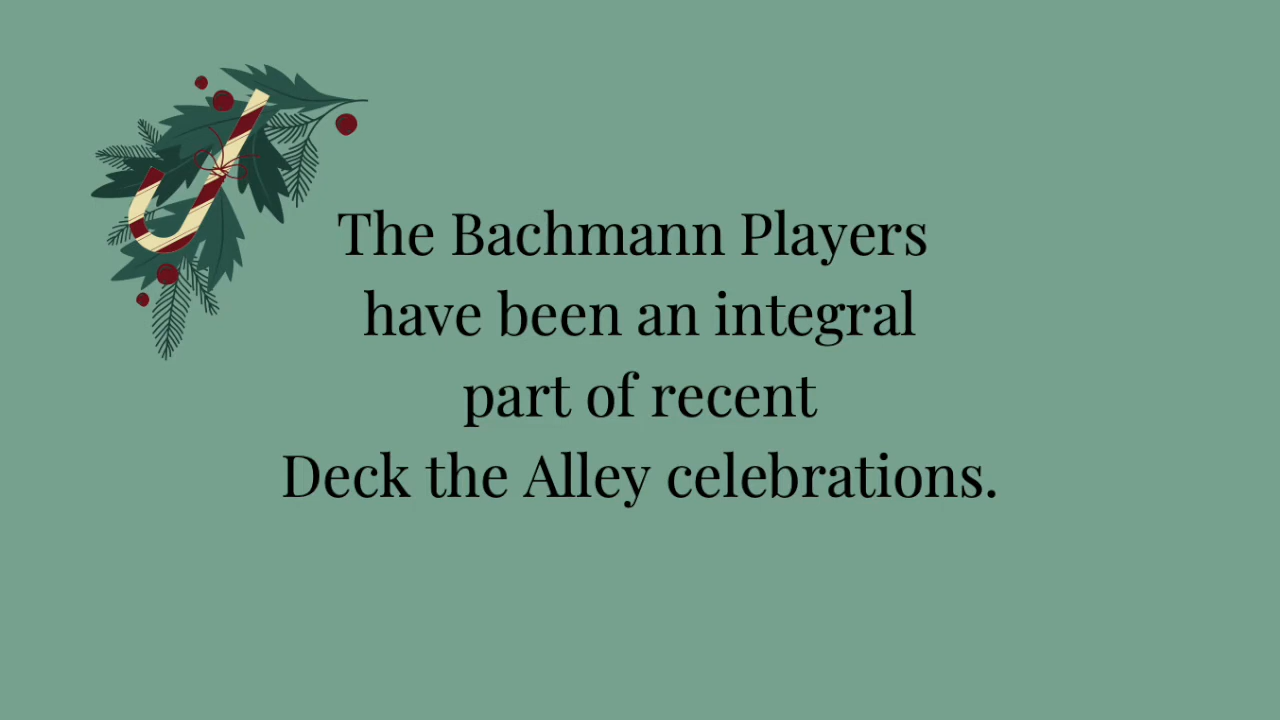 The Bachmann Players
have been an integral
part of recent
Deck the Alley celebrations.